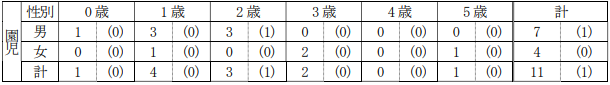 園児 性別 0歳 1歳 2歳 3歳 4歳 5歳 計
男 1 (0) 3 (0) 3 (1) 0 (0) 0 (0) 0 (0) 7 (1)
女 0 (0) 1 (0) 0 (0) 2 (0) 0 (0) 1 (0) 4 (0)
計 1 (0) 4 (0) 3 (1) 2 (0) 0 (0) 1 (0) 11 (1)